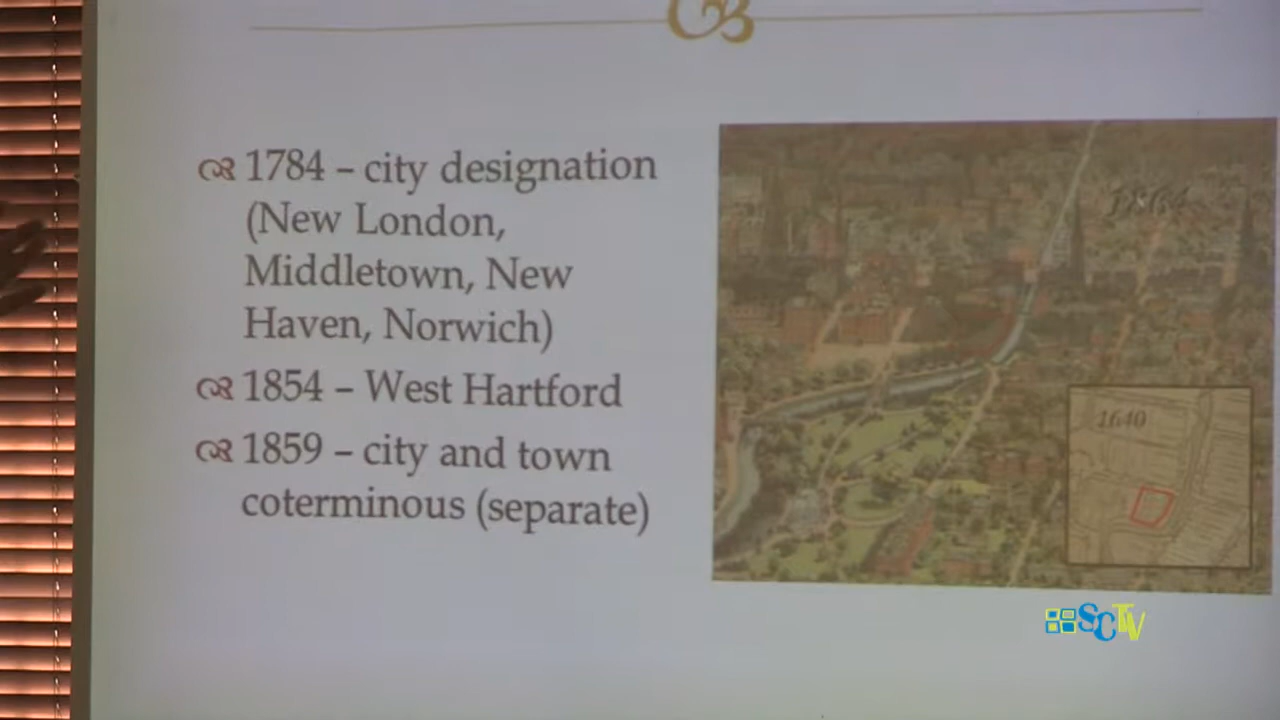 1784 – city designation
(New London,
Middletown, New
Haven, Norwich)
1854 – West Hartford
1859 – city and town
coterminous (separate)
1864
1640
SCTV